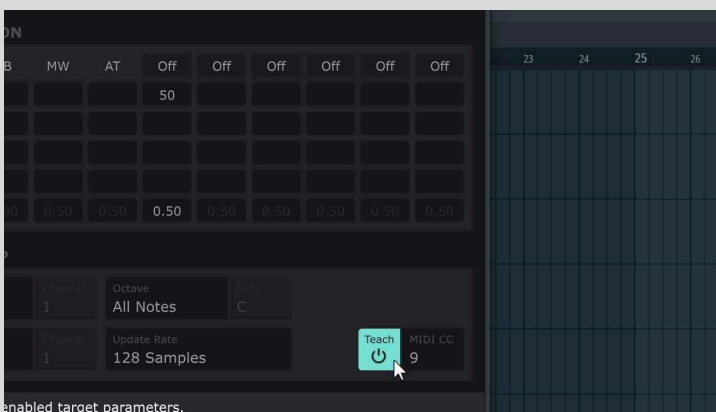 ON
B MW AT Off Off Off Off Off Off
23 24 25 26
50
00 0.50 0.50 0.50 0.50 0.50 0.50 0.50 0.50
P
Channel Octave Note
1 All Notes C
Channel Update Rate Teach MIDI CC
1 128 Samples 9
enabled target parameters.